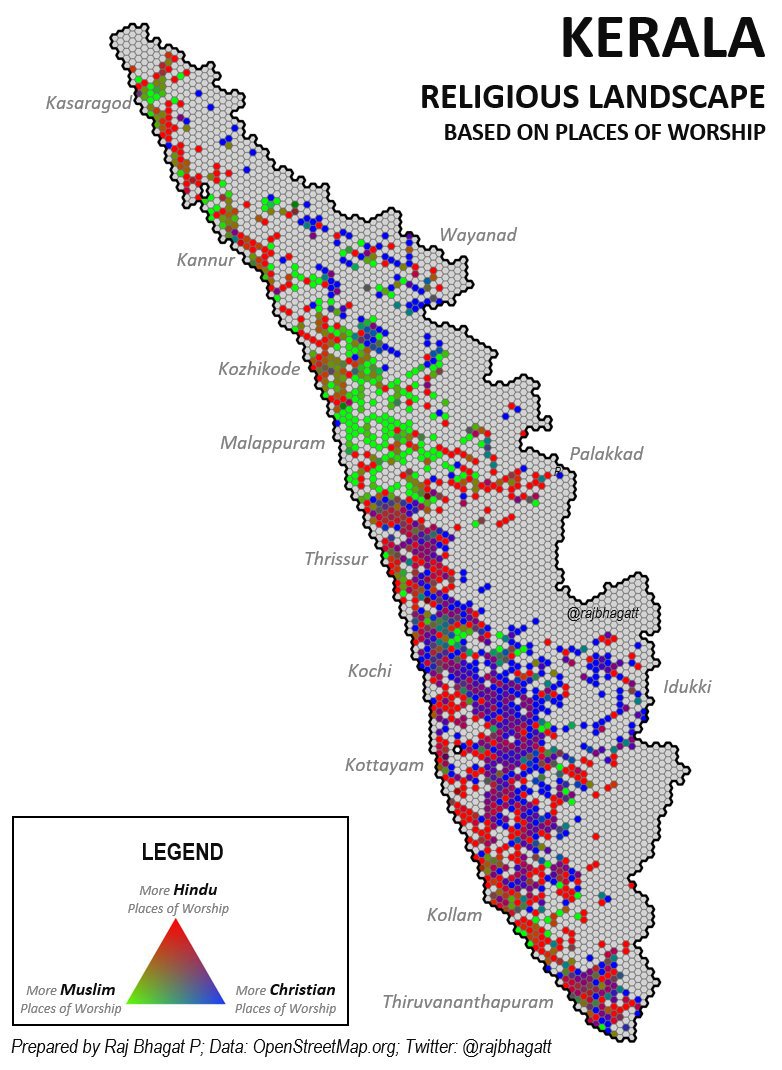 KERALA
RELIGIOUS LANDSCAPE
BASED ON PLACES OF WORSHIP
Kasaragod
Wayanad
Kannur
Kozhikode
Malappuram
Palakkad
Thrissur
@rajbhagatt
Kochi
Idukki
Kottayam
Kollam
Thiruvananthapuram
LEGEND
More Hindu
Places of Worship
More Muslim
Places of Worship
More Christian
Places of Worship
Prepared by Raj Bhagat P; Data: OpenStreetMap.org; Twitter: @rajbhagatt